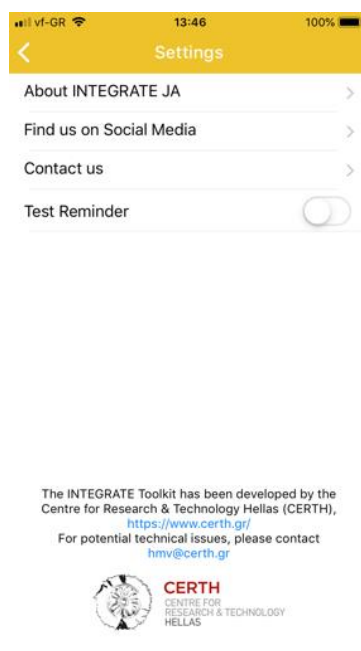 vf-GR 13:46 100%
Settings
About INTEGRATE JA
Find us on Social Media
Contact us
Test Reminder
The INTEGRATE Toolkit has been developed by the
Centre for Research & Technology Hellas (CERTH),
https://www.certh.gr/
For potential technical issues, please contact
hmv@certh.gr
CERTH
CENTRE FOR
RESEARCH & TECHNOLOGY
HELLAS